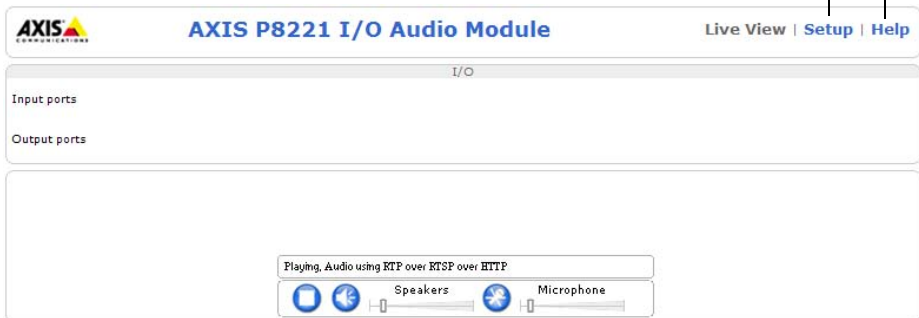 AXIS
COMMUNICATIONS
AXIS P8221 I/O Audio Module
Live View | Setup | Help
I/O
Input ports
Output ports
Playing, Audio using RTP over RTSP over HTTP
Speakers
Microphone